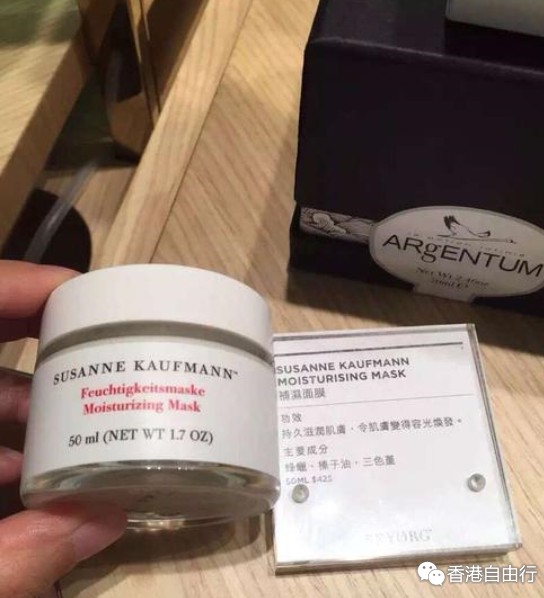 ARgENTUM
SUSANNE KAUFMANN™
Feuchtigkeitsmaske
Moisturizing Mask
50 ml (NET WT 1.7 OZ)
SUSANNE KAUFMANN
MOISTURISING MASK
補濕面膜
功效
持久滋潤肌膚,令肌膚變得容光煥發。
主要成分
蜂蠟、榛子油、三色堇
50ML $425
香港自由行